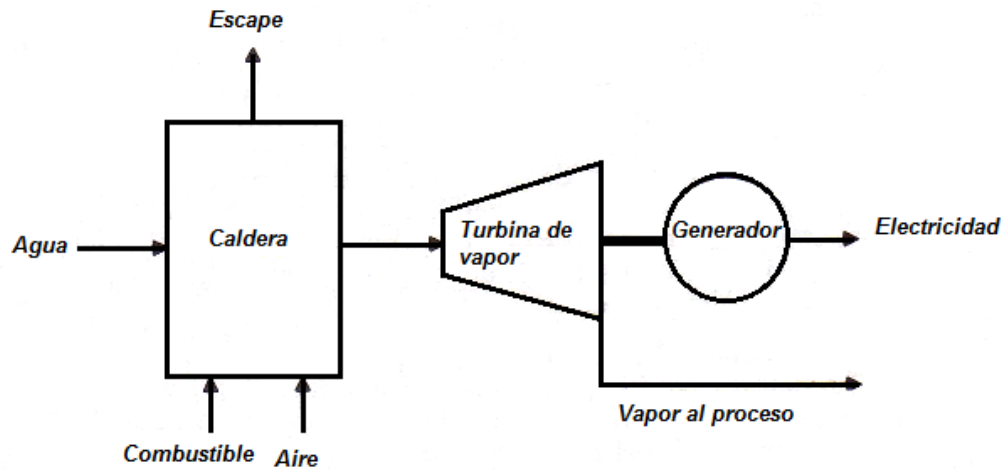 Escape
Agua
Caldera
Turbina de
vapor
Generador
Electricidad
Vapor al proceso
Combustible
Aire